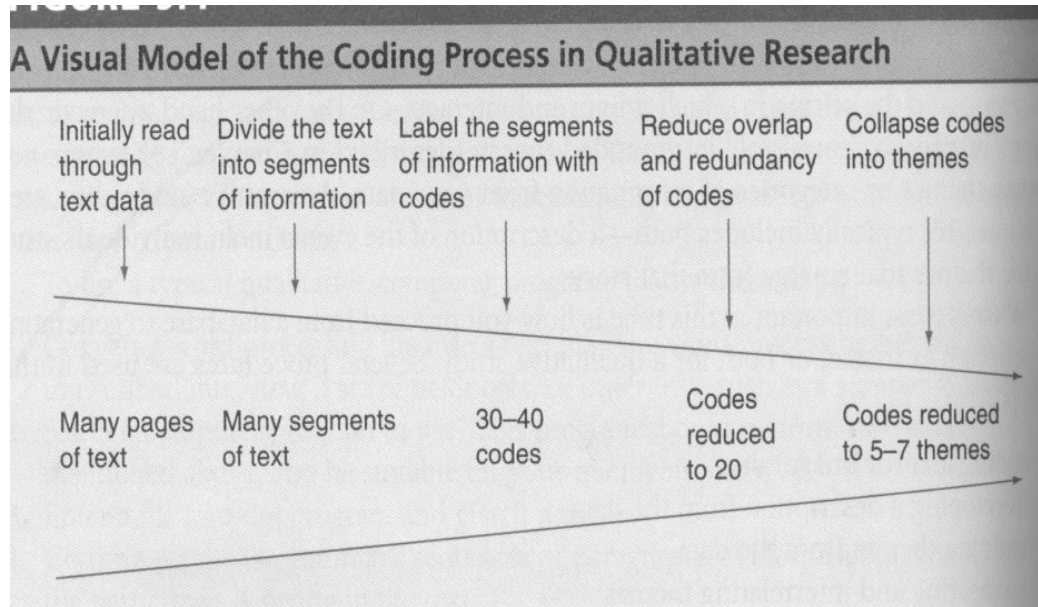 A Visual Model of the Coding Process in Qualitative Research
Initially read
through
text data
Divide the text
into segments
of information
Label the segments
of information with
codes
Reduce overlap
and redundancy
of codes
Collapse codes
into themes
Many pages
of text
Many segments
of text
30–40
codes
Codes
reduced
to 20
Codes reduced
to 5–7 themes